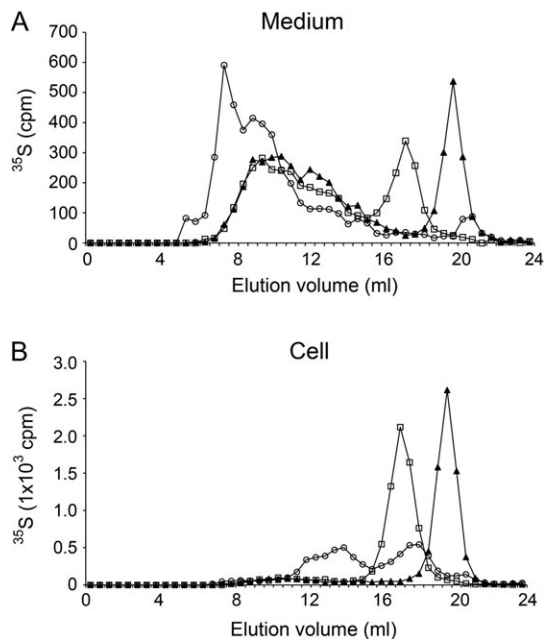 A
Medium
³⁵S (cpm)
700
600
500
400
300
200
100
0
0 4 8 12 16 20 24
Elution volume (ml)
B
Cell
³⁵S (1x10³ cpm)
3.0
2.5
2.0
1.5
1.0
0.5
0
0 4 8 12 16 20 24
Elution volume (ml)